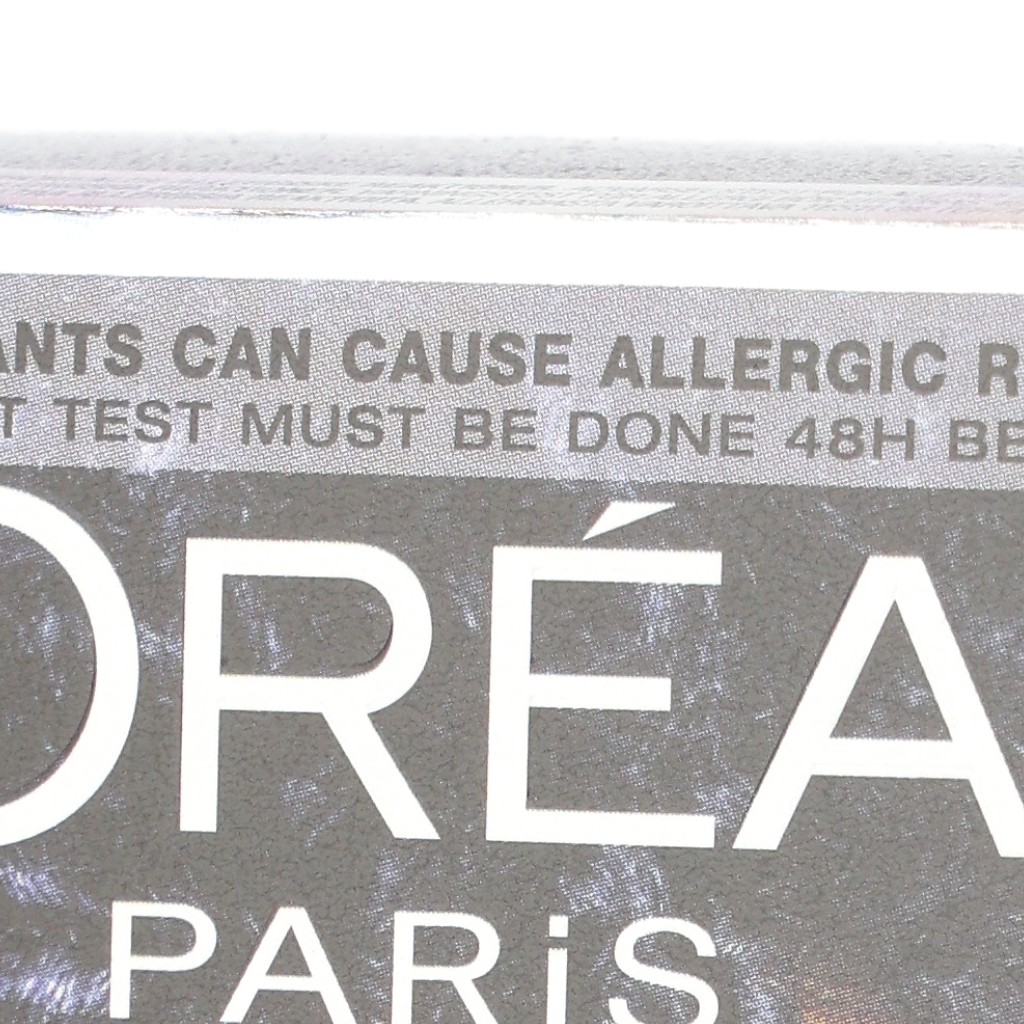 ANTS CAN CAUSE ALLERGIC R
T TEST MUST BE DONE 48H BE
ORÉA
PARiS